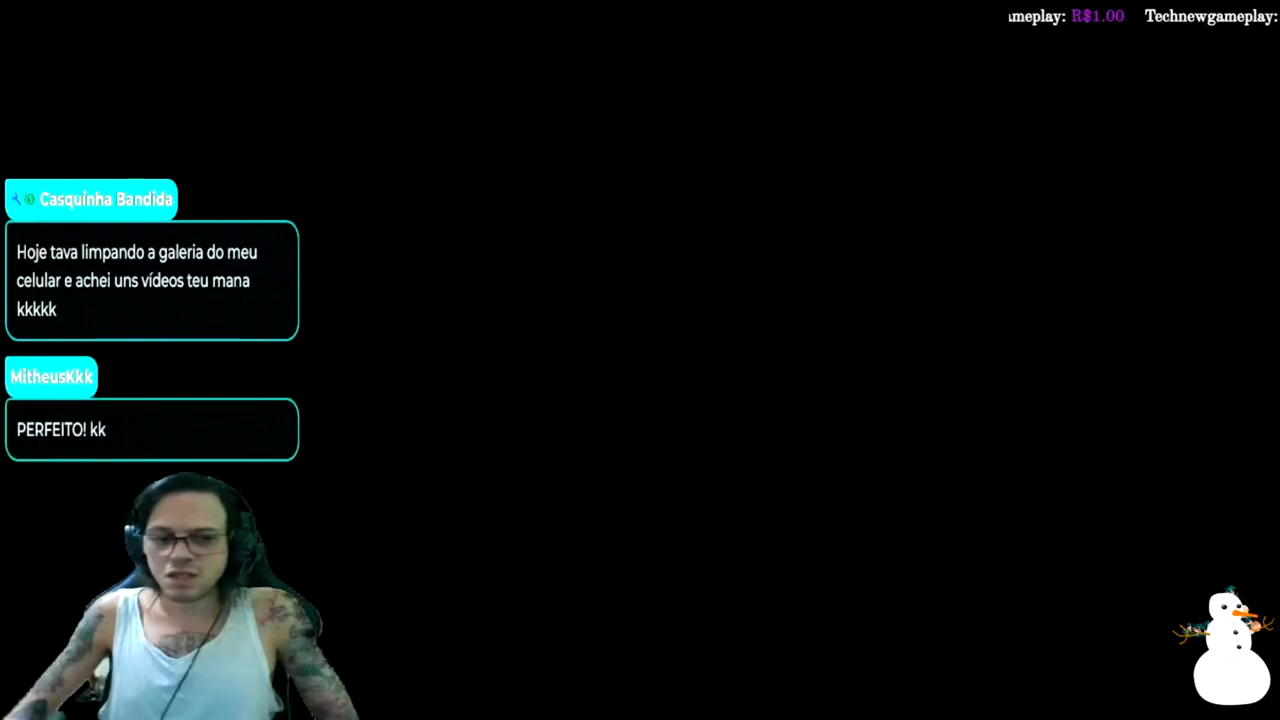 ameplay: R$1.00 Technewgameplay:
Casquinha Bandida
Hoje tava limpando a galeria do meu
celular e achei uns vídeos teu mana
kkkkk
MitheusKkk
PERFEITO! kk